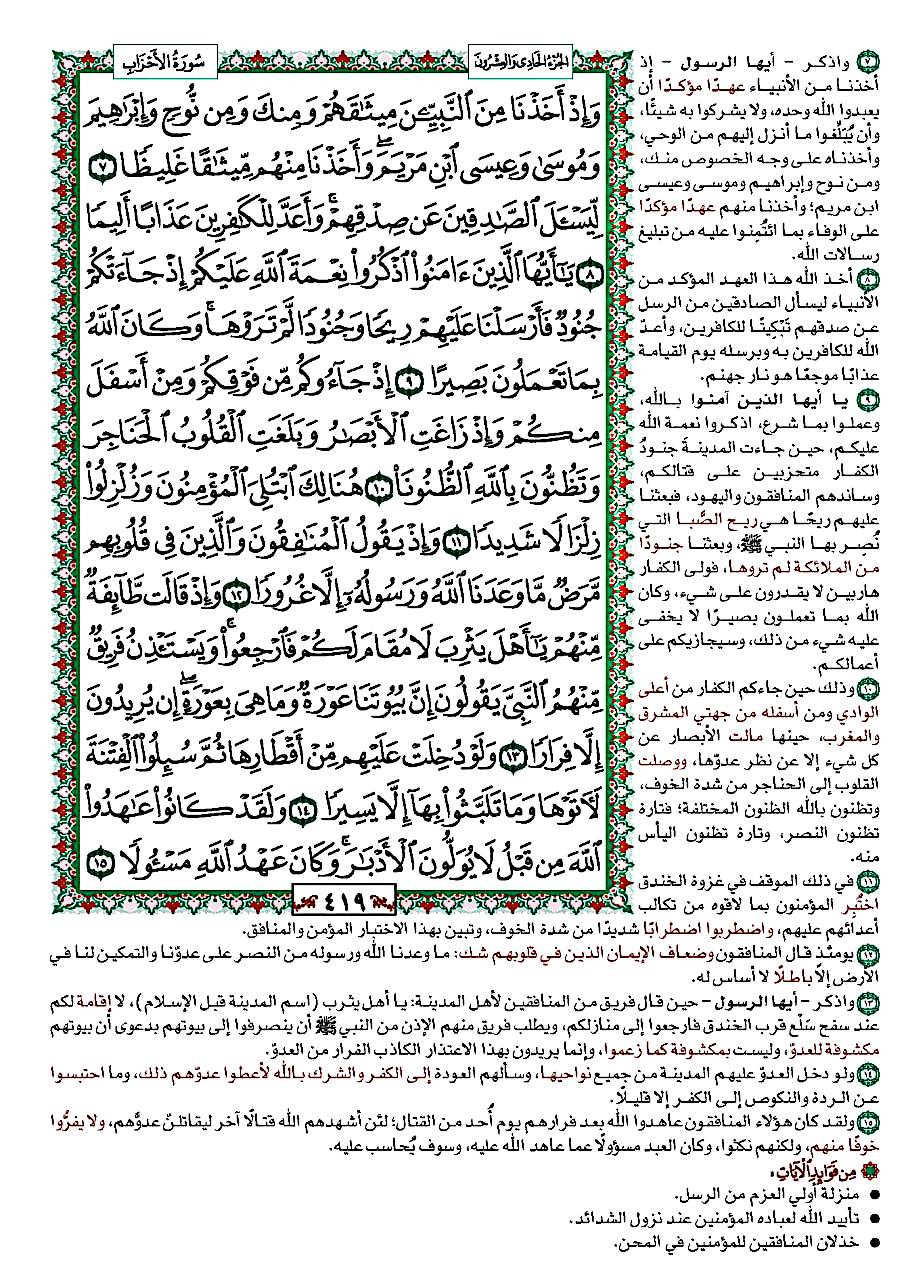 سُورَةُ الأَحْزَابِ
الجُزْءُ الحَادِي وَالعِشْرُونَ
وَإِذْ أَخَذْنَا مِنَ ٱلنَّبِيِّـۧنَ مِيثَٰقَهُمْ وَمِنكَ وَمِن نُّوحٍ وَإِبْرَٰهِيمَ
وَمُوسَىٰ وَعِيسَى ٱبْنِ مَرْيَمَۖ وَأَخَذْنَا مِنْهُم مِّيثَٰقًا غَلِيظًا ٧
لِّيَسْـَٔلَ ٱلصَّٰدِقِينَ عَن صِدْقِهِمْۚ وَأَعَدَّ لِلْكَٰفِرِينَ عَذَابًا أَلِيمًا
٨ يَٰٓأَيُّهَا ٱلَّذِينَ ءَامَنُوا۟ ٱذْكُرُوا۟ نِعْمَةَ ٱللَّهِ عَلَيْكُمْ إِذْ جَآءَتْكُمْ
جُنُودٌ فَأَرْسَلْنَا عَلَيْهِمْ رِيحًا وَجُنُودًا لَّمْ تَرَوْهَاۚ وَكَانَ ٱللَّهُ
بِمَا تَعْمَلُونَ بَصِيرًا ٩ إِذْ جَآءُوكُم مِّن فَوْقِكُمْ وَمِنْ أَسْفَلَ
مِنكُمْ وَإِذْ زَاغَتِ ٱلْأَبْصَٰرُ وَبَلَغَتِ ٱلْقُلُوبُ ٱلْحَنَاجِرَ
وَتَظُنُّونَ بِٱللَّهِ ٱلظُّنُونَا۠ ١٠ هُنَالِكَ ٱبْتُلِيَ ٱلْمُؤْمِنُونَ وَزُلْزِلُوا۟
زِلْزَالًا شَدِيدًا ١١ وَإِذْ يَقُولُ ٱلْمُنَٰفِقُونَ وَٱلَّذِينَ فِي قُلُوبِهِم
مَّرَضٌ مَّا وَعَدَنَا ٱللَّهُ وَرَسُولُهُۥٓ إِلَّا غُرُورًا ١٢ وَإِذْ قَالَت طَّآئِفَةٌ
مِّنْهُمْ يَٰٓأَهْلَ يَثْرِبَ لَا مُقَامَ لَكُمْ فَٱرْجِعُوا۟ۚ وَيَسْتَـْٔذِنُ فَرِيقٌ
مِّنْهُمُ ٱلنَّبِيَّ يَقُولُونَ إِنَّ بُيُوتَنَا عَوْرَةٌ وَمَا هِيَ بِعَوْرَةٍۖ إِن يُرِيدُونَ
إِلَّا فِرَارًا ١٣ وَلَوْ دُخِلَتْ عَلَيْهِم مِّنْ أَقْطَارِهَا ثُمَّ سُئِلُوا۟ ٱلْفِتْنَةَ
لَـَٔاتَوْهَا وَمَا تَلَبَّثُوا۟ بِهَآ إِلَّا يَسِيرًا ١٤ وَلَقَدْ كَانُوا۟ عَٰهَدُوا۟
ٱللَّهَ مِن قَبْلُ لَا يُوَلُّونَ ٱلْأَدْبَٰرَۚ وَكَانَ عَهْدُ ٱللَّهِ مَسْـُٔولًا ١٥
٤١٩
٧ واذكر - أيها الرسول - إذ
أخذنا من الأنبياء عهدًا مؤكدًا أن
يعبدوا الله وحده، ولا يشركوا به شيئًا،
وأن يُبَلِّغوا ما أنزل إليهم من الوحي،
وأخذناه على وجه الخصوص منك،
ومن نوح وإبراهيم وموسى وعيسى
ابن مريم؛ وأخذنا منهم عهدًا مؤكدًا
على الوفاء بما ائتُمِنوا عليه من تبليغ
رسالات الله.
٨ أخذ الله هذا العهد المؤكد من
الأنبياء ليسأل الصادقين من الرسل
عن صدقهم تَبْكِيتًا للكافرين، وأعدّ
الله للكافرين به وبرسله يوم القيامة
عذابًا موجعًا هو نار جهنم.
٩ يا أيها الذين آمنوا بالله،
وعملوا بما شرع، اذكروا نعمة الله
عليكم، حين جاءت المدينةَ جنودُ
الكفار متحزبين على قتالكم،
وساندهم المنافقون واليهود، فبعثنا
عليهم ريحًا هي ريح الصَّبا التي
نُصِر بها النبي ﷺ، وبعثنا جنودًا
من الملائكة لم تروها، فولى الكفار
هاربين لا يقدرون على شيء، وكان
الله بما تعملون بصيرًا لا يخفى
عليه شيء من ذلك، وسيجازيكم على
أعمالكم.
١٠ وذلك حين جاءكم الكفار من أعلى
الوادي ومن أسفله من جهتي المشرق
والمغرب، حينها مالت الأبصار عن
كل شيء إلا عن نظر عدوّها، ووصلت
القلوب إلى الحناجر من شدة الخوف،
وتظنون بالله الظنون المختلفة؛ فتارة
تظنون النصر، وتارة تظنون اليأس
منه.
١١ في ذلك الموقف في غزوة الخندق
اختُبِر المؤمنون بما لاقوه من تكالب
أعدائهم عليهم، واضطربوا اضطرابًا شديدًا من شدة الخوف، وتبين بهذا الاختبار المؤمن والمنافق.
١٢ يومئذ قال المنافقون وضعاف الإيمان الذين في قلوبهم شك: ما وعدنا الله ورسوله من النصر على عدوّنا والتمكين لنا في
الأرض إلّا باطلًا لا أساس له.
١٣ واذكر - أيها الرسول - حين قال فريق من المنافقين لأهل المدينة: يا أهل يثرب (اسم المدينة قبل الإسلام)، لا إقامة لكم
عند سفح سَلْع قرب الخندق فارجعوا إلى منازلكم، ويطلب فريق منهم الإذن من النبي ﷺ أن ينصرفوا إلى بيوتهم بدعوى أن بيوتهم
مكشوفة للعدوّ، وليست بمكشوفة كما زعموا، وإنما يريدون بهذا الاعتذار الكاذب الفرار من العدوّ.
١٤ ولو دخل العدوّ عليهم المدينة من جميع نواحيها، وسألهم العودة إلى الكفر والشرك بالله لأعطوا عدوّهم ذلك، وما احتبسوا
عن الردة والنكوص إلى الكفر إلا قليلًا.
١٥ ولقد كان هؤلاء المنافقون عاهدوا الله بعد فرارهم يوم أُحد من القتال؛ لئن أشهدهم الله قتالًا آخر ليقاتلنّ عدوَّهم، ولا يفرُّوا
خوفًا منهم، ولكنهم نكثوا، وكان العبد مسؤولًا عما عاهد الله عليه، وسوف يُحاسب عليه.
مِن فَوَائِدِ الآيَاتِ:
● منزلة أولي العزم من الرسل.
● تأييد الله لعباده المؤمنين عند نزول الشدائد.
● خذلان المنافقين للمؤمنين في المحن.